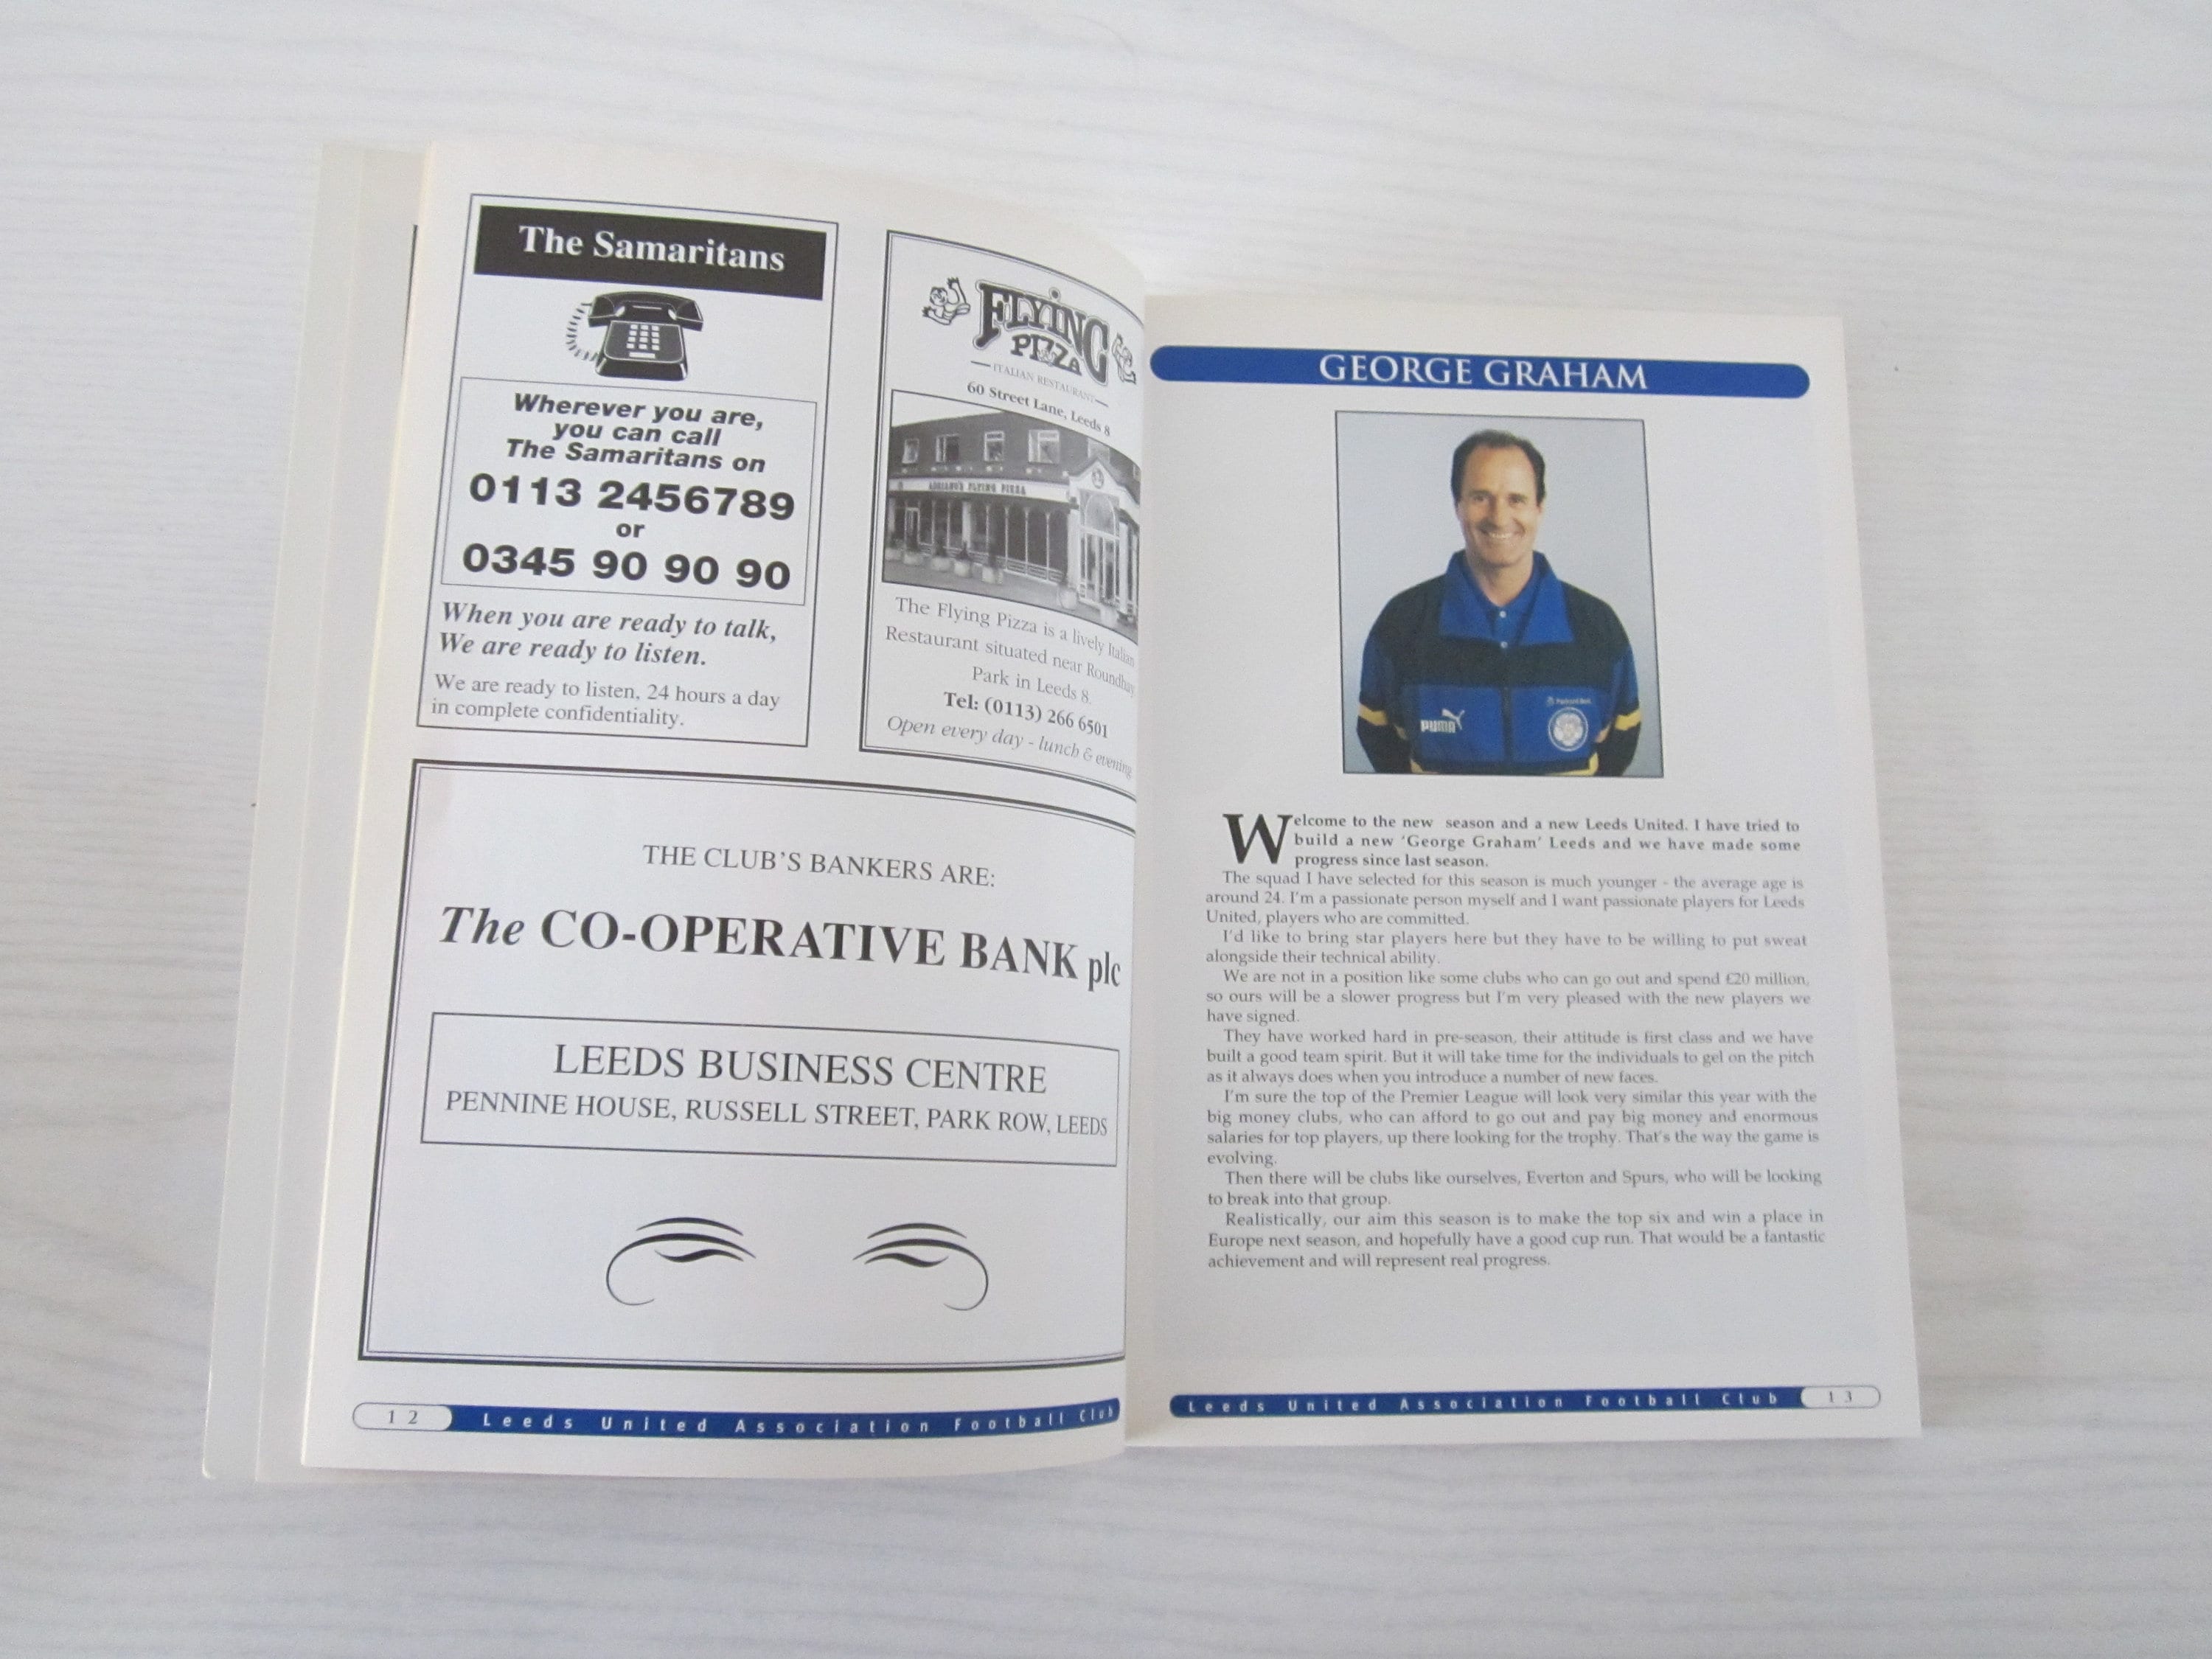 The Samaritans
Wherever you are,
you can call
The Samaritans on
0113 2456789
or
0345 90 90 90
When you are ready to talk,
We are ready to listen.
We are ready to listen, 24 hours a day
in complete confidentiality.
FLYING
PIZZA
ITALIAN RESTAURANT
60 Street Lane, Leeds 8
ADRIANO'S FLYING PIZZA
The Flying Pizza is a lively Italian
Restaurant situated near Roundhay
Park in Leeds 8.
Tel: (0113) 266 6501
Open every day - lunch & evening
THE CLUB'S BANKERS ARE:
The CO-OPERATIVE BANK plc
LEEDS BUSINESS CENTRE
PENNINE HOUSE, RUSSELL STREET, PARK ROW, LEEDS
12 Leeds United Association Football Club
GEORGE GRAHAM
Packard Bell
PUMA
Welcome to the new season and a new Leeds United. I have tried to
build a new 'George Graham' Leeds and we have made some
progress since last season.
The squad I have selected for this season is much younger - the average age is
around 24. I'm a passionate person myself and I want passionate players for Leeds
United, players who are committed.
I'd like to bring star players here but they have to be willing to put sweat
alongside their technical ability.
We are not in a position like some clubs who can go out and spend £20 million,
so ours will be a slower progress but I'm very pleased with the new players we
have signed.
They have worked hard in pre-season, their attitude is first class and we have
built a good team spirit. But it will take time for the individuals to gel on the pitch
as it always does when you introduce a number of new faces.
I'm sure the top of the Premier League will look very similar this year with the
big money clubs, who can afford to go out and pay big money and enormous
salaries for top players, up there looking for the trophy. That's the way the game is
evolving.
Then there will be clubs like ourselves, Everton and Spurs, who will be looking
to break into that group.
Realistically, our aim this season is to make the top six and win a place in
Europe next season, and hopefully have a good cup run. That would be a fantastic
achievement and will represent real progress.
Leeds United Association Football Club 13